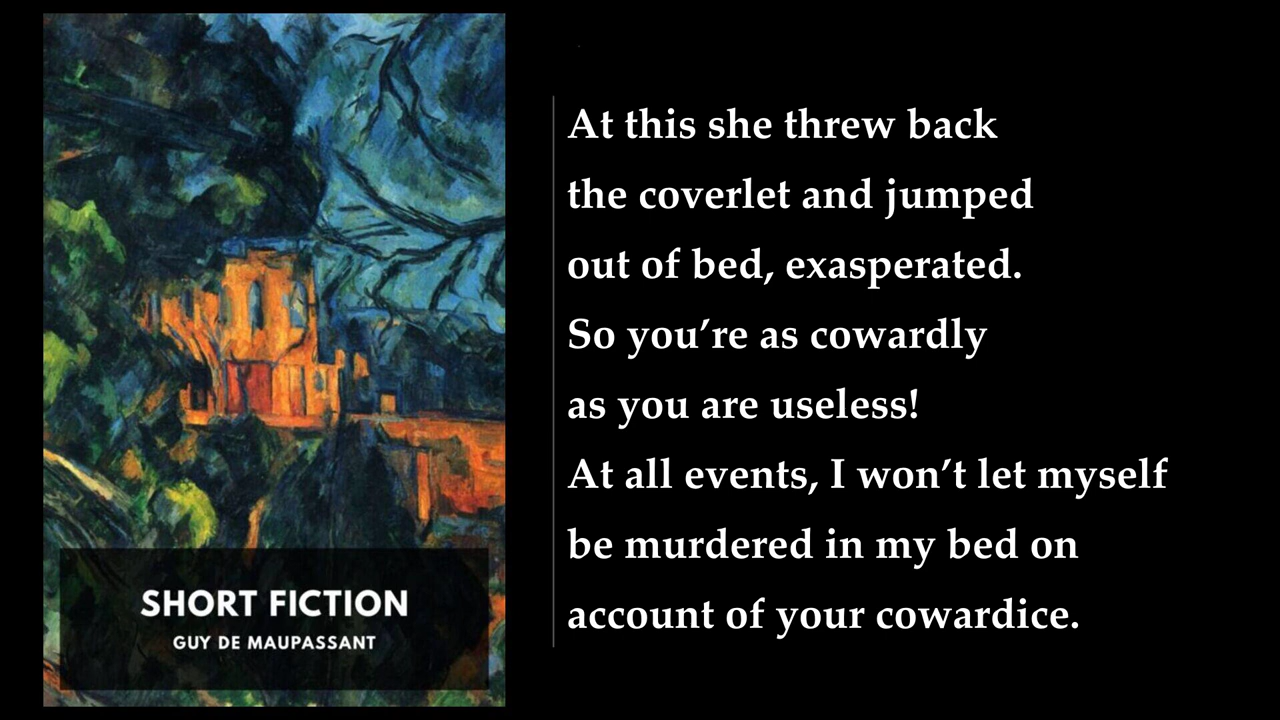 SHORT FICTION
GUY DE MAUPASSANT
At this she threw back
the coverlet and jumped
out of bed, exasperated.
So you’re as cowardly
as you are useless!
At all events, I won’t let myself
be murdered in my bed on
account of your cowardice.